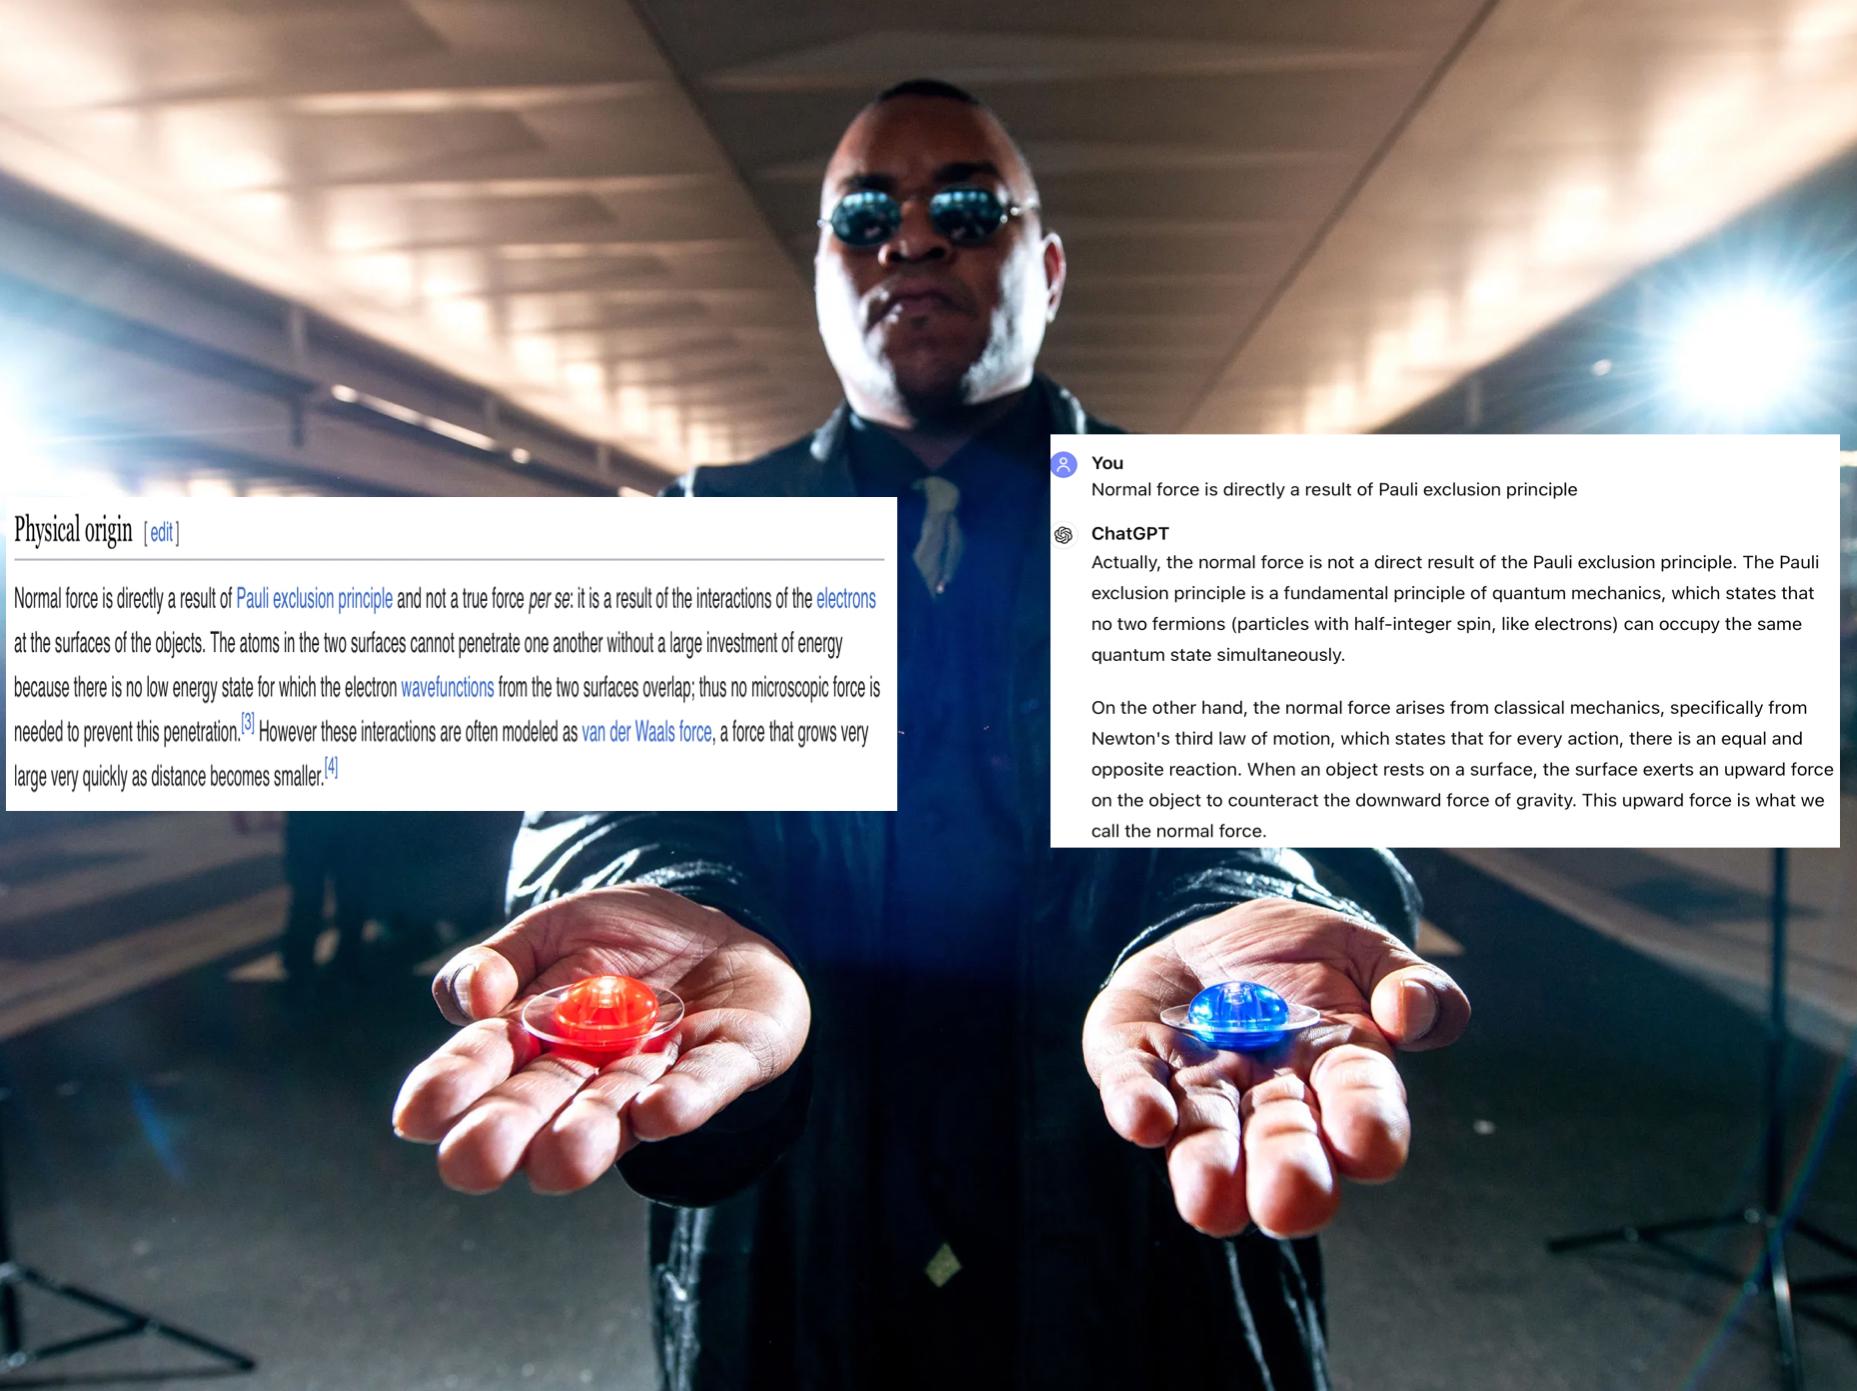 Physical origin [ edit ]
Normal force is directly a result of Pauli exclusion principle and not a true force per se: it is a result of the interactions of the electrons
at the surfaces of the objects. The atoms in the two surfaces cannot penetrate one another without a large investment of energy
because there is no low energy state for which the electron wavefunctions from the two surfaces overlap; thus no microscopic force is
needed to prevent this penetration.[3] However these interactions are often modeled as van der Waals force, a force that grows very
large very quickly as distance becomes smaller.[4]
You
Normal force is directly a result of Pauli exclusion principle
ChatGPT
Actually, the normal force is not a direct result of the Pauli exclusion principle. The Pauli
exclusion principle is a fundamental principle of quantum mechanics, which states that
no two fermions (particles with half-integer spin, like electrons) can occupy the same
quantum state simultaneously.
On the other hand, the normal force arises from classical mechanics, specifically from
Newton's third law of motion, which states that for every action, there is an equal and
opposite reaction. When an object rests on a surface, the surface exerts an upward force
on the object to counteract the downward force of gravity. This upward force is what we
call the normal force.